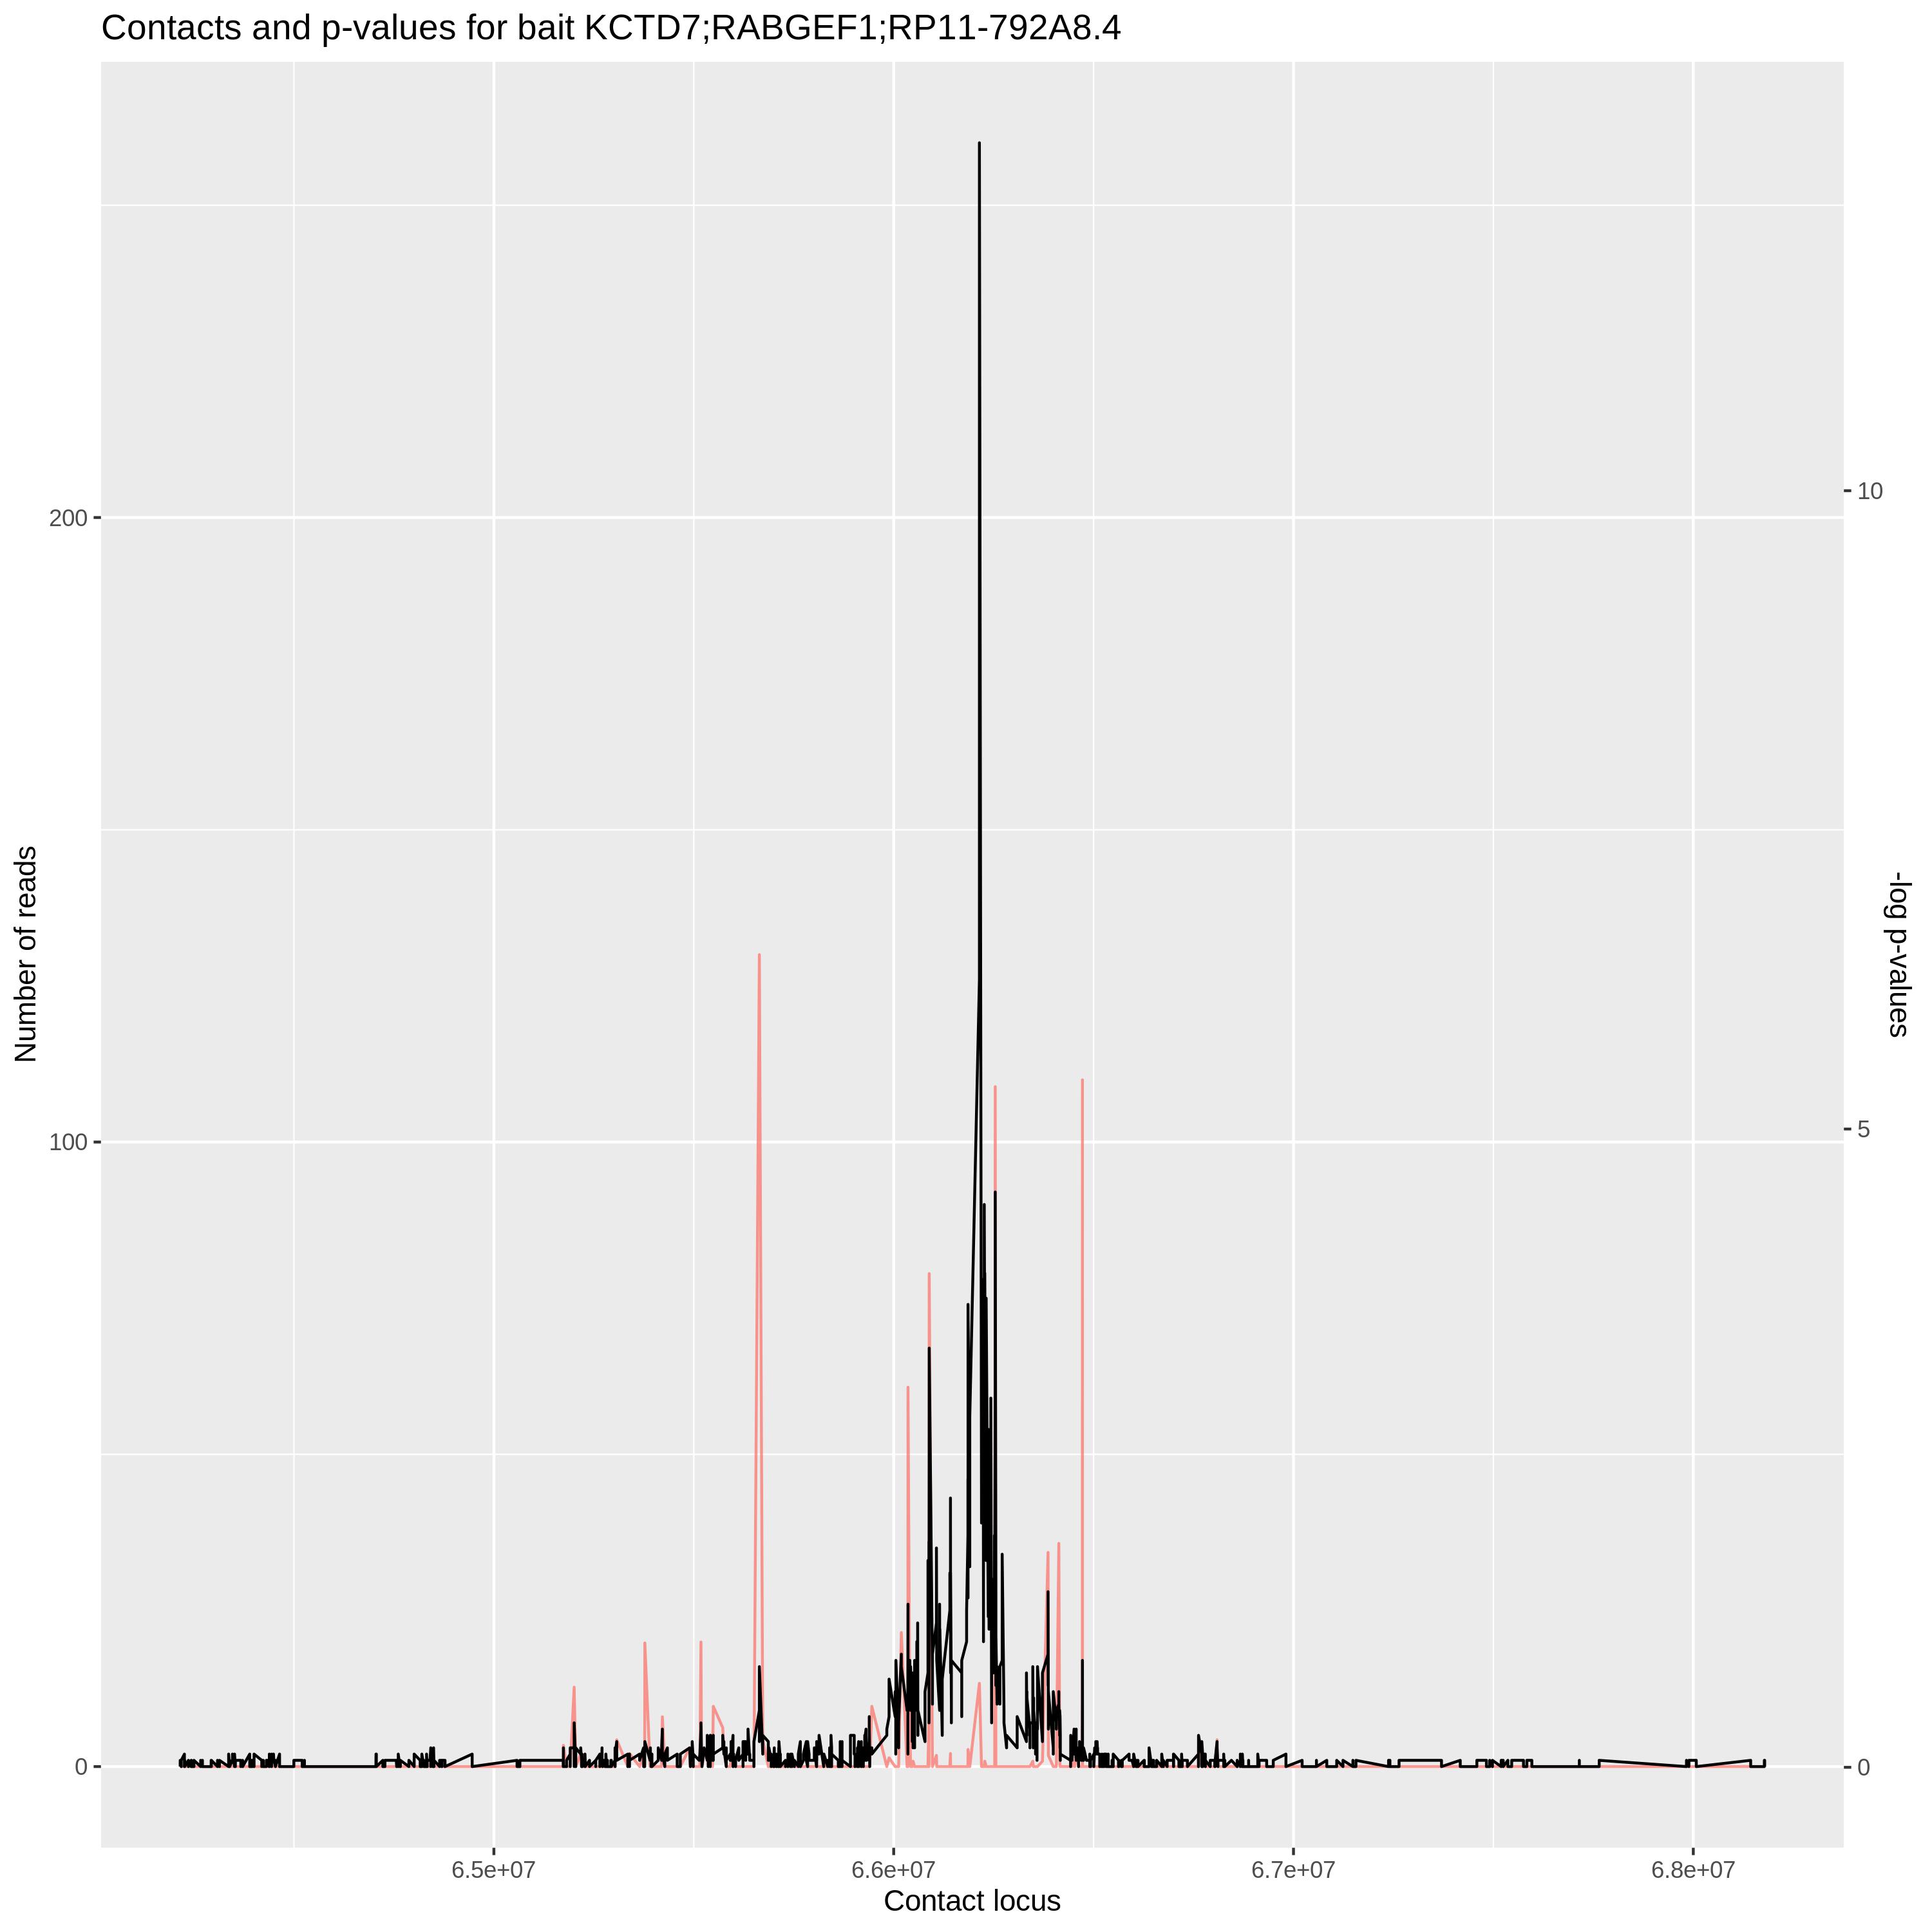 Contacts and p-values for bait KCTD7;RABGEF1;RP11-792A8.4
200
10
Number of reads
-log p-values
100
5
0
0
6.5e+07
6.6e+07
6.7e+07
6.8e+07
Contact locus